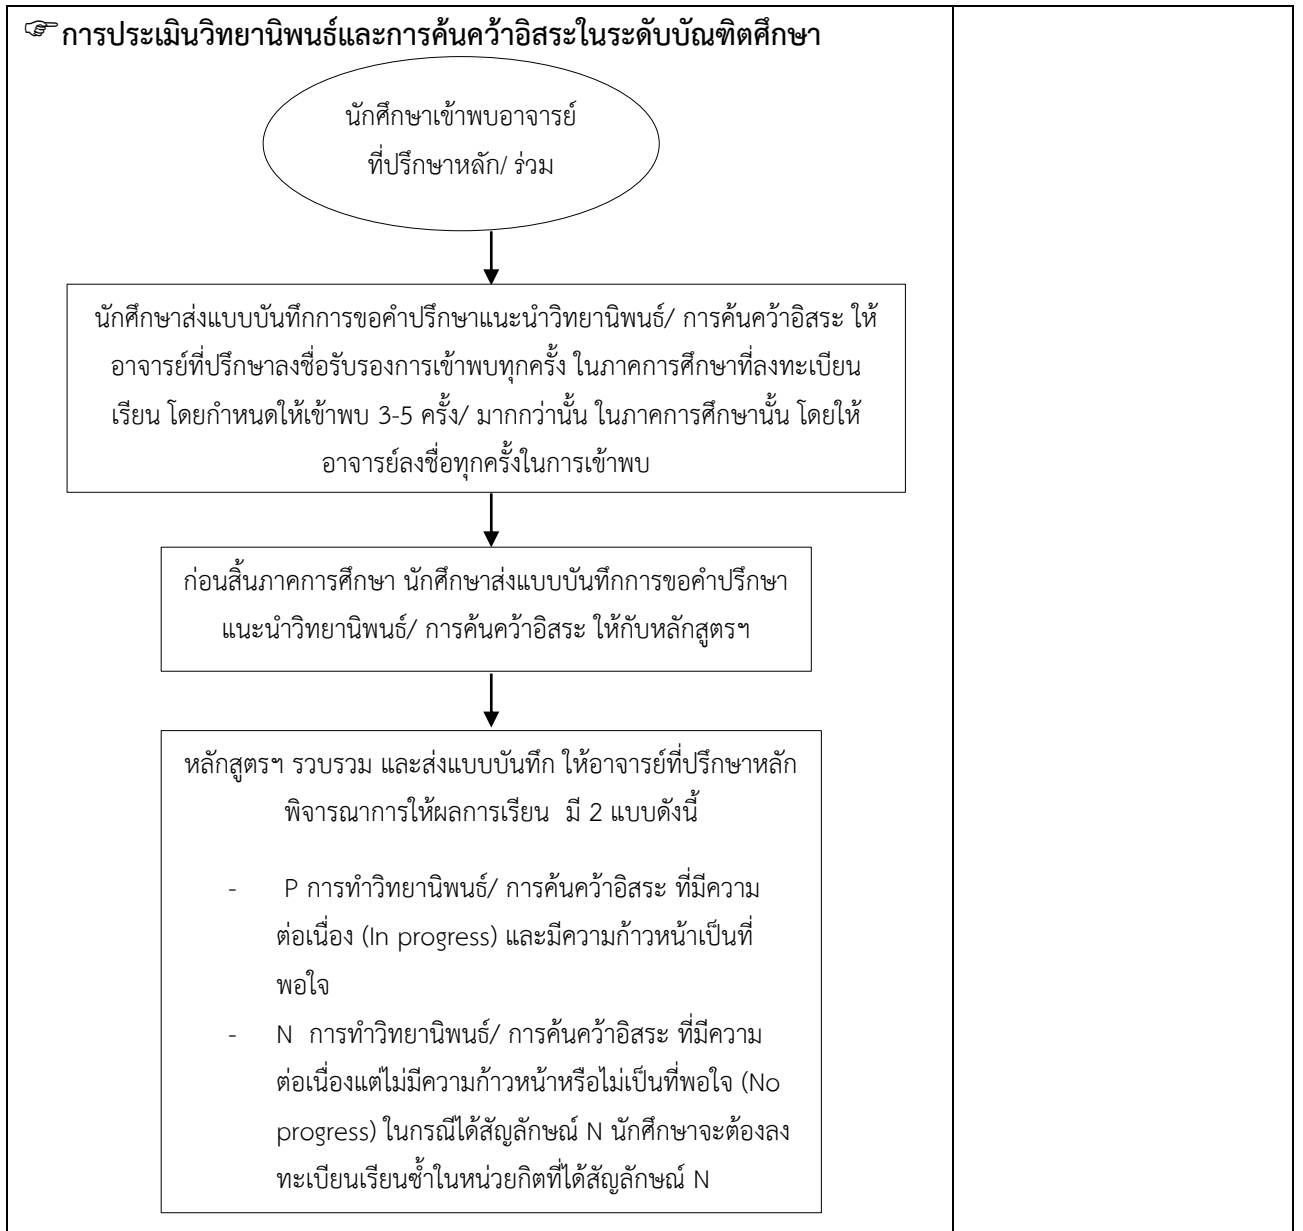 ☞ การประเมินวิทยานิพนธ์และการค้นคว้าอิสระในระดับบัณฑิตศึกษา
นักศึกษาเข้าพบอาจารย์
ที่ปรึกษาหลัก/ ร่วม
นักศึกษาส่งแบบบันทึกการขอคำปรึกษาแนะนำวิทยานิพนธ์/ การค้นคว้าอิสระ ให้
อาจารย์ที่ปรึกษาลงชื่อรับรองการเข้าพบทุกครั้ง ในภาคการศึกษาที่ลงทะเบียน
เรียน โดยกำหนดให้เข้าพบ 3-5 ครั้ง/ มากกว่านั้น ในภาคการศึกษานั้น โดยให้
อาจารย์ลงชื่อทุกครั้งในการเข้าพบ
ก่อนสิ้นภาคการศึกษา นักศึกษาส่งแบบบันทึกการขอคำปรึกษา
แนะนำวิทยานิพนธ์/ การค้นคว้าอิสระ ให้กับหลักสูตรฯ
หลักสูตรฯ รวบรวม และส่งแบบบันทึก ให้อาจารย์ที่ปรึกษาหลัก
พิจารณาการให้ผลการเรียน มี 2 แบบดังนี้
- P การทำวิทยานิพนธ์/ การค้นคว้าอิสระ ที่มีความ
ต่อเนื่อง (In progress) และมีความก้าวหน้าเป็นที่
พอใจ
- N การทำวิทยานิพนธ์/ การค้นคว้าอิสระ ที่มีความ
ต่อเนื่องแต่ไม่มีความก้าวหน้าหรือไม่เป็นที่พอใจ (No
progress) ในกรณีได้สัญลักษณ์ N นักศึกษาจะต้องลง
ทะเบียนเรียนซ้ำในหน่วยกิตที่ได้สัญลักษณ์ N